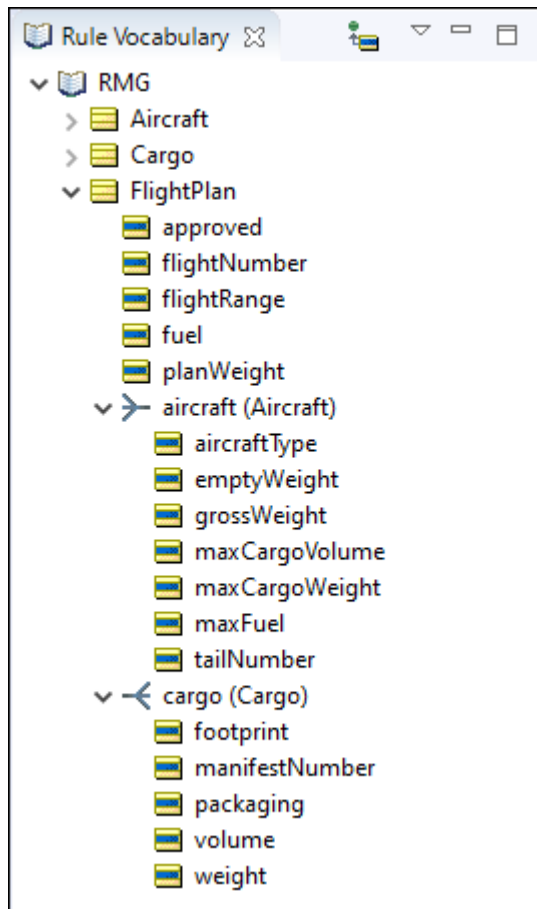 Rule Vocabulary
RMG
Aircraft
Cargo
FlightPlan
approved
flightNumber
flightRange
fuel
planWeight
aircraft (Aircraft)
aircraftType
emptyWeight
grossWeight
maxCargoVolume
maxCargoWeight
maxFuel
tailNumber
cargo (Cargo)
footprint
manifestNumber
packaging
volume
weight